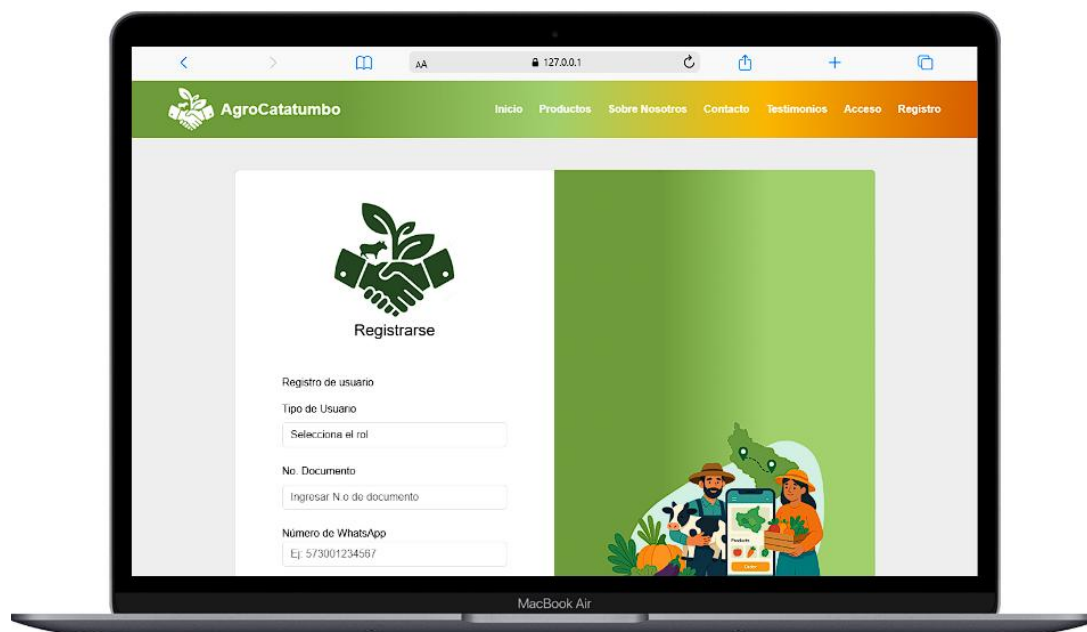 AA 127.0.0.1
AgroCatatumbo Inicio Productos Sobre Nosotros Contacto Testimonios Acceso Registro
Registrarse
Registro de usuario
Tipo de Usuario
Selecciona el rol
No. Documento
Ingresar N.o de documento
Número de WhatsApp
Ej: 573001234567
Products
MacBook Air